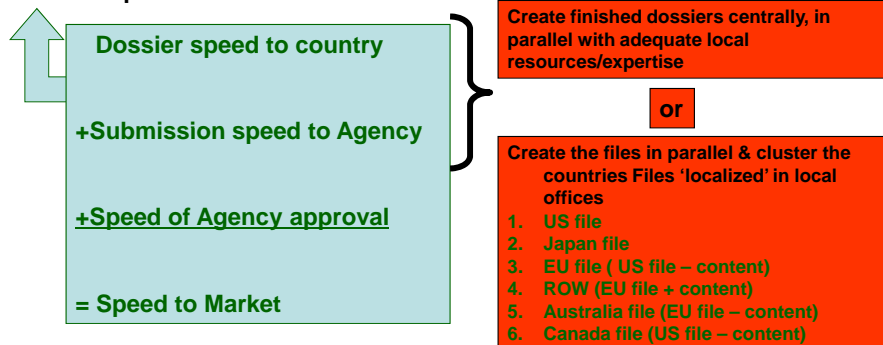 Dossier speed to country
+Submission speed to Agency
+Speed of Agency approval
= Speed to Market
Create finished dossiers centrally, in
parallel with adequate local
resources/expertise
or
Create the files in parallel & cluster the
countries Files ‘localized’ in local
offices
1. US file
2. Japan file
3. EU file ( US file – content)
4. ROW (EU file + content)
5. Australia file (EU file – content)
6. Canada file (US file – content)